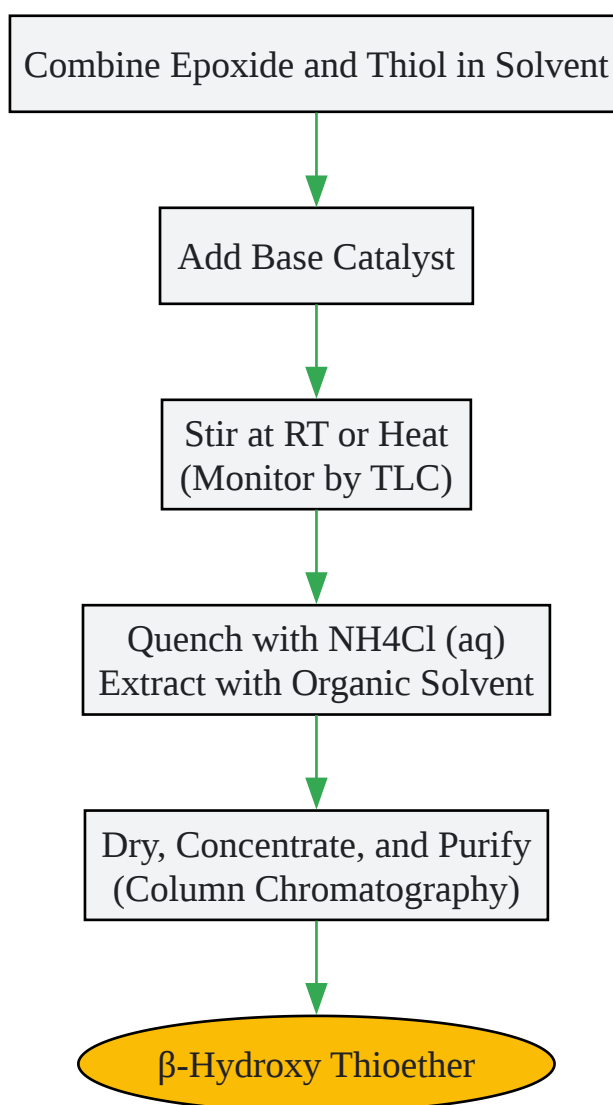 Combine Epoxide and Thiol in Solvent
Add Base Catalyst
Stir at RT or Heat
(Monitor by TLC)
Quench with NH4Cl (aq)
Extract with Organic Solvent
Dry, Concentrate, and Purify
(Column Chromatography)
β-Hydroxy Thioether